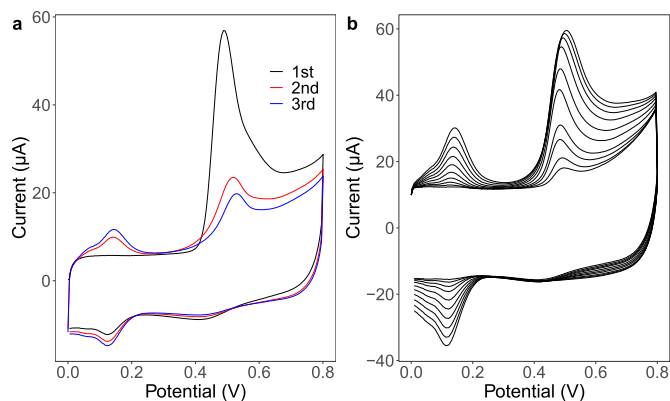 a
60
40
20
0
Current (µA)
1st
2nd
3rd
0.0 0.2 0.4 0.6 0.8
Potential (V)
b
60
40
20
0
−20
−40
Current (µA)
0.0 0.2 0.4 0.6 0.8
Potential (V)